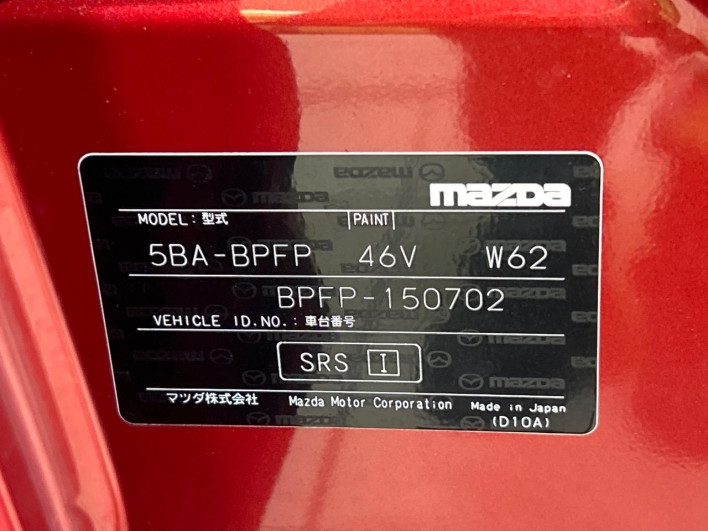 mazda
MODEL:型式 |PAINT|
5BA-BPFP 46V W62
BPFP-150702
VEHICLE ID.NO.:車台番号
SRS I
マツダ株式会社 Mazda Motor Corporation Made in Japan
(D10A)